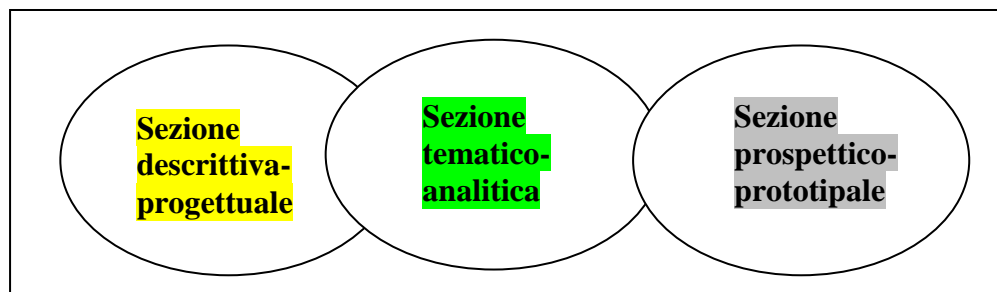 Sezione
descrittiva-
progettuale
Sezione
tematico-
analitica
Sezione
prospettico-
prototipale